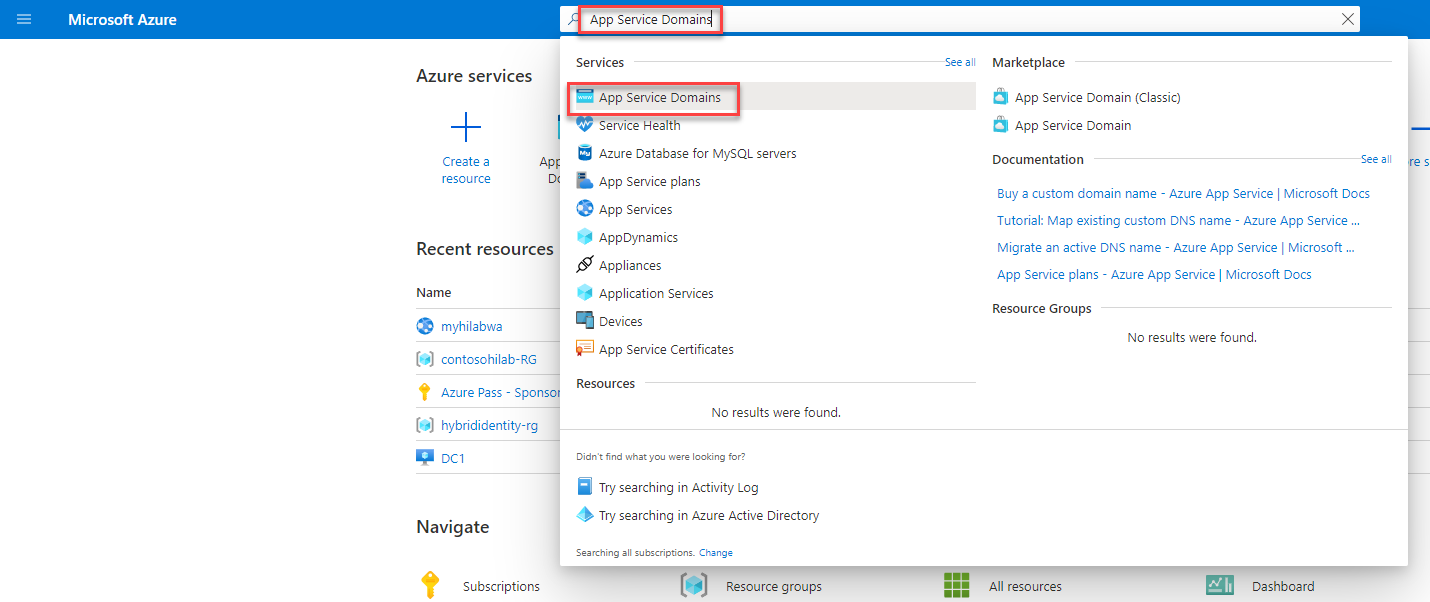 Microsoft Azure
App Service Domains
Azure services
Create a
resource
App
Do
ere s
Recent resources
Name
myhilabwa
contosohilab-RG
Azure Pass - Sponsor
hybrididentity-rg
DC1
Navigate
Subscriptions
Resource groups
All resources
Dashboard
Services
See all
www
App Service Domains
Service Health
My
Azure Database for MySQL servers
App Service plans
App Services
AppDynamics
Appliances
Application Services
Devices
App Service Certificates
Resources
No results were found.
Marketplace
App Service Domain (Classic)
App Service Domain
Documentation
See all
Buy a custom domain name - Azure App Service | Microsoft Docs
Tutorial: Map existing custom DNS name - Azure App Service ...
Migrate an active DNS name - Azure App Service | Microsoft ...
App Service plans - Azure App Service | Microsoft Docs
Resource Groups
No results were found.
Didn't find what you were looking for?
Try searching in Activity Log
Try searching in Azure Active Directory
Searching all subscriptions. Change